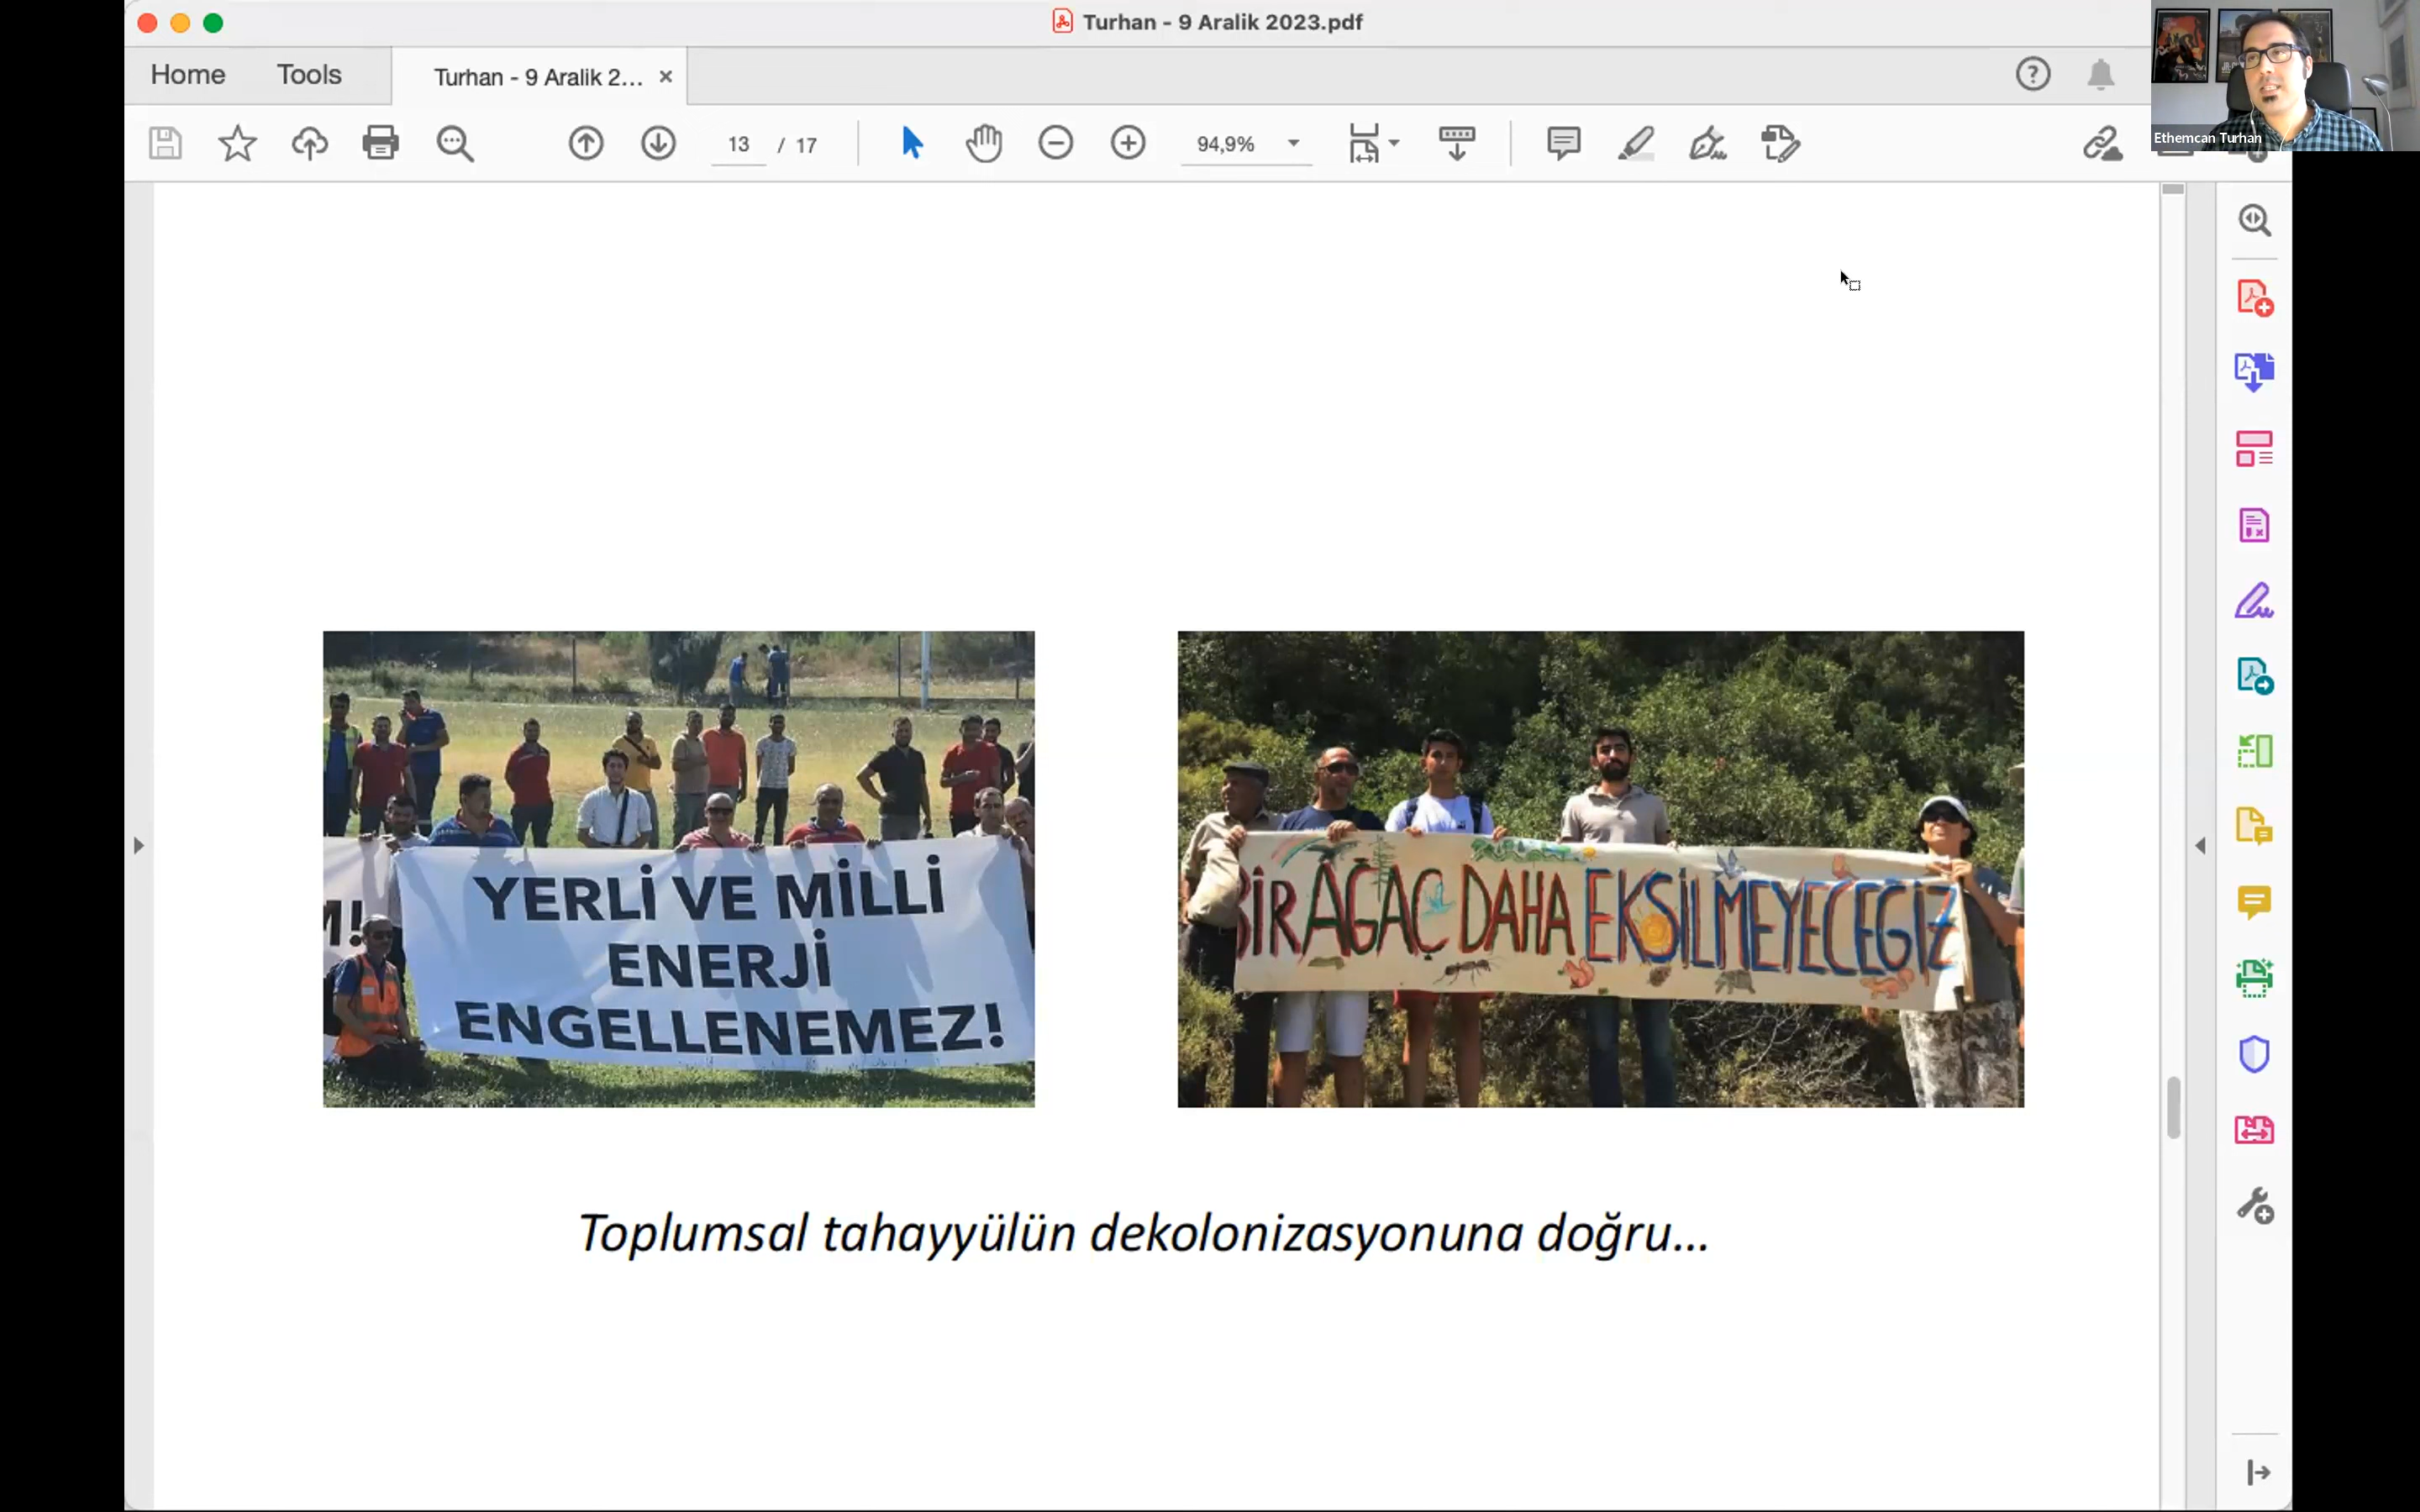 Turhan - 9 Aralik 2023.pdf
Home
Tools
Turhan - 9 Aralik 2...
13 / 17
94,9%
Ethemcan Turhan
M!
YERLİ VE MİLLİ
ENERJİ
ENGELLENEMEZ!
BİR AĞAÇ DAHA EKSİLMEYECEĞİZ
Toplumsal tahayyülün dekolonizasyonuna doğru...